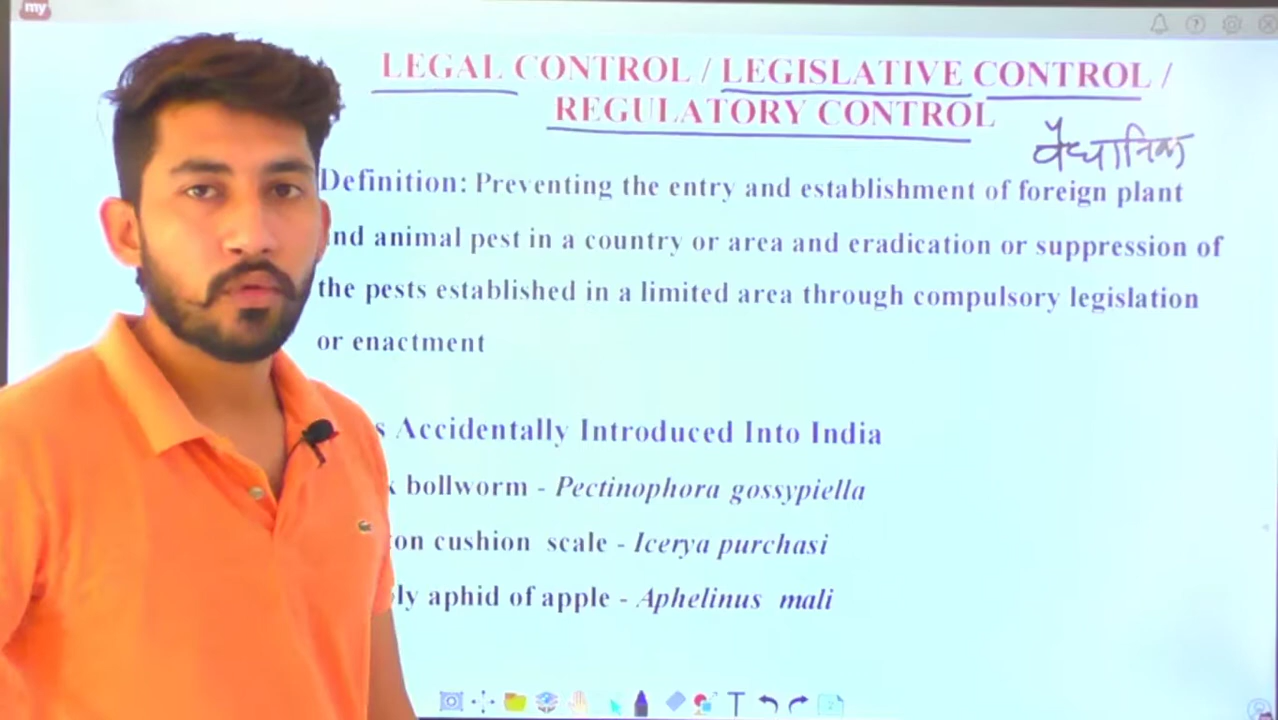 my
LEGAL CONTROL / LEGISLATIVE CONTROL /
REGULATORY CONTROL
वैधानिक
Definition: Preventing the entry and establishment of foreign plant
nd animal pest in a country or area and eradication or suppression of
the pests established in a limited area through compulsory legislation
or enactment
s Accidentally Introduced Into India
k bollworm - Pectinophora gossypiella
on cushion scale - Icerya purchasi
ly aphid of apple - Aphelinus mali